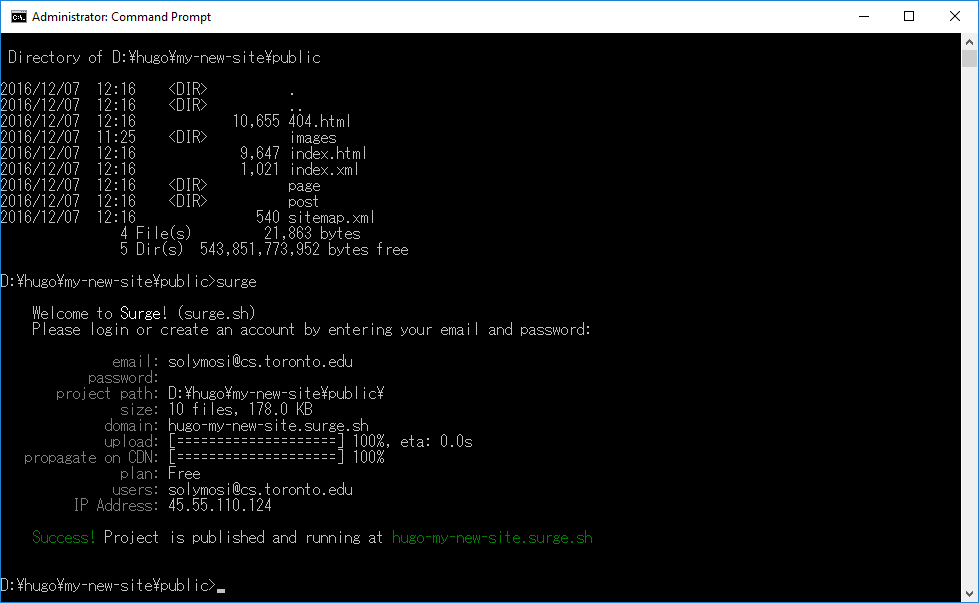 Administrator: Command Prompt
Directory of D:¥hugo¥my-new-site¥public
2016/12/07  12:16    <DIR>          .
2016/12/07  12:16    <DIR>          ..
2016/12/07  12:16            10,655 404.html
2016/12/07  11:25    <DIR>          images
2016/12/07  12:16             9,647 index.html
2016/12/07  12:16             1,021 index.xml
2016/12/07  12:16    <DIR>          page
2016/12/07  12:16    <DIR>          post
2016/12/07  12:16               540 sitemap.xml
4 File(s)         21,863 bytes
5 Dir(s)  543,851,773,952 bytes free
D:¥hugo¥my-new-site¥public>surge
Welcome to Surge! (surge.sh)
Please login or create an account by entering your email and password:
email: solymosi@cs.toronto.edu
password:
project path: D:¥hugo¥my-new-site¥public¥
size: 10 files, 178.0 KB
domain: hugo-my-new-site.surge.sh
upload: [====================] 100%, eta: 0.0s
propagate on CDN: [====================] 100%
plan: Free
users: solymosi@cs.toronto.edu
IP Address: 45.55.110.124
Success! Project is published and running at hugo-my-new-site.surge.sh
D:¥hugo¥my-new-site¥public>